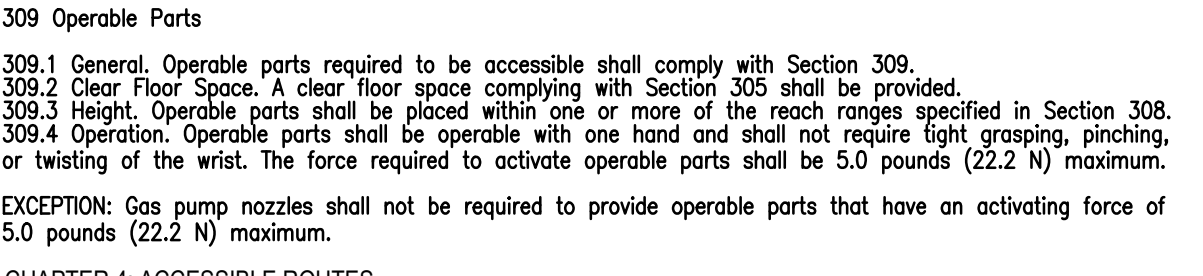 309 Operable Parts
309.1 General. Operable parts required to be accessible shall comply with Section 309.
309.2 Clear Floor Space. A clear floor space complying with Section 305 shall be provided.
309.3 Height. Operable parts shall be placed within one or more of the reach ranges specified in Section 308.
309.4 Operation. Operable parts shall be operable with one hand and shall not require tight grasping, pinching,
or twisting of the wrist. The force required to activate operable parts shall be 5.0 pounds (22.2 N) maximum.
EXCEPTION: Gas pump nozzles shall not be required to provide operable parts that have an activating force of
5.0 pounds (22.2 N) maximum.
CHAPTER 4: ACCESSIBLE ROUTES